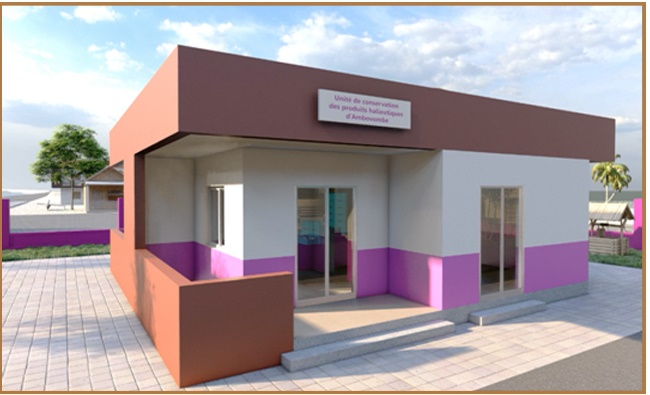 Unité de conservation
des produits halieutiques
d'Ambovombe